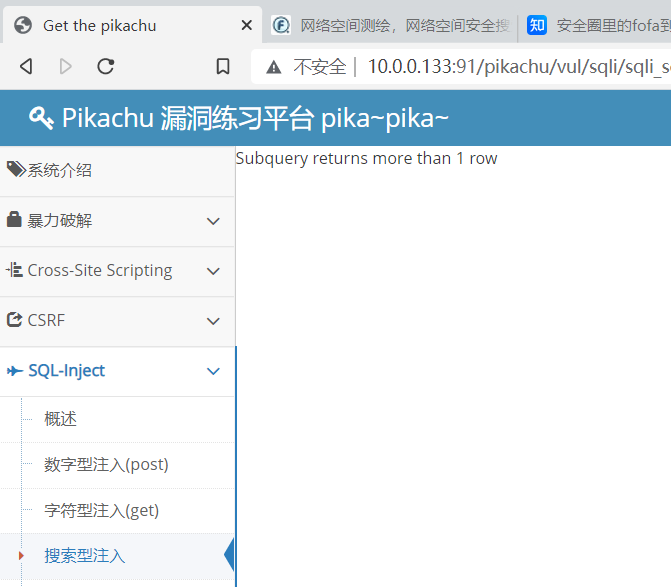 Get the pikachu
网络空间测绘，网络空间安全搜
知 安全圈里的fofa到
不安全 10.0.0.133:91/pikachu/vul/sqli/sqli_s
Pikachu 漏洞练习平台 pika~pika~
系统介绍
Subquery returns more than 1 row
暴力破解
Cross-Site Scripting
CSRF
SQL-Inject
概述
数字型注入(post)
字符型注入(get)
搜索型注入